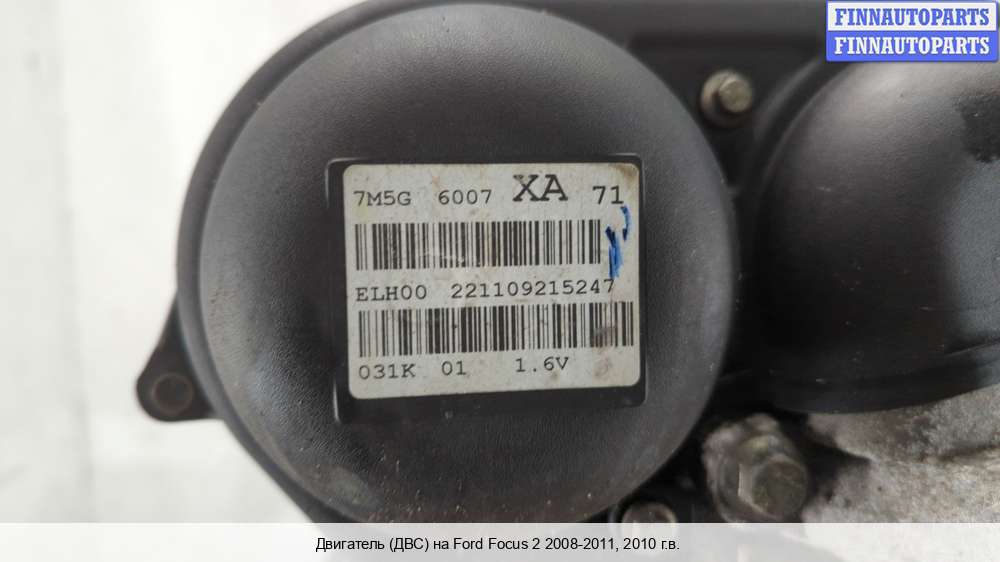 FINNAUTOPARTS
FINNAUTOPARTS
7M5G 6007 XA 71
ELH00 221109215247
031K 01 1.6V
Двигатель (ДВС) на Ford Focus 2 2008-2011, 2010 г.в.